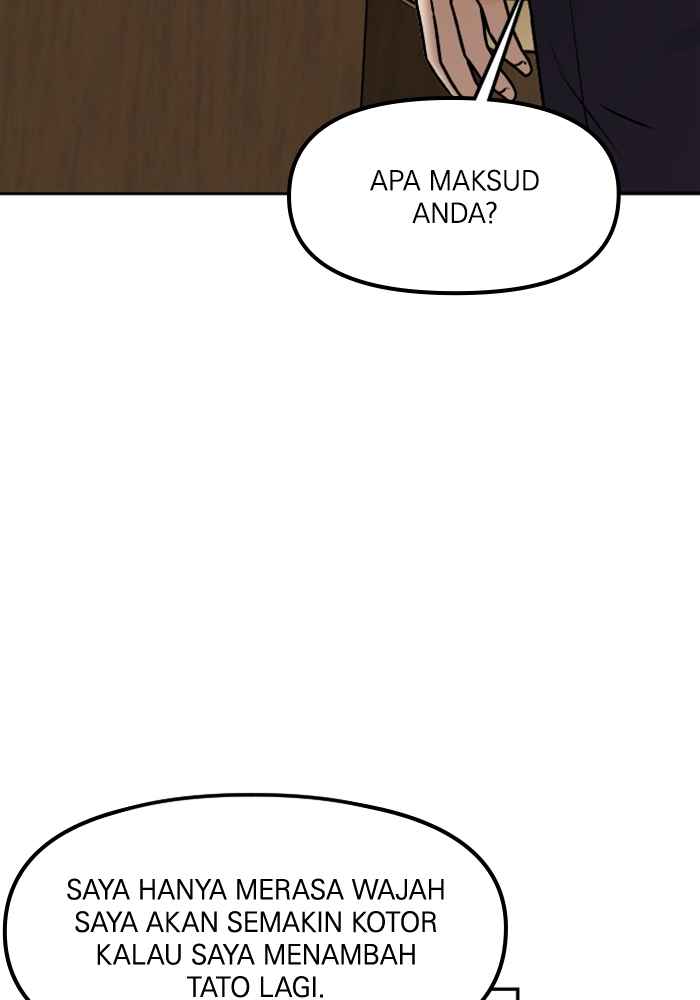 APA MAKSUD
ANDA?
SAYA HANYA MERASA WAJAH
SAYA AKAN SEMAKIN KOTOR
KALAU SAYA MENAMBAH
TATO LAGI.